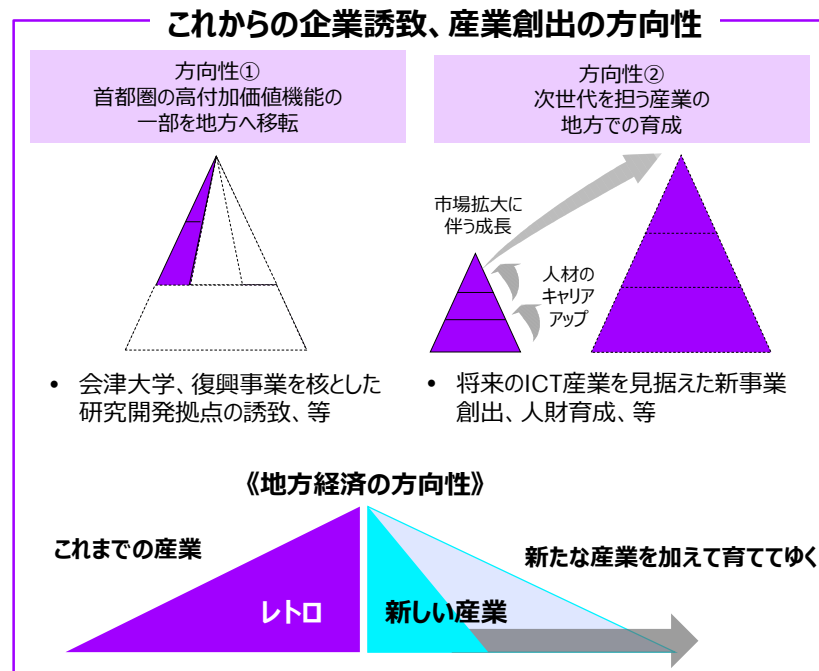 これからの企業誘致、産業創出の方向性
方向性①
首都圏の高付加価値機能の
一部を地方へ移転
方向性②
次世代を担う産業の
地方での育成
市場拡大に
伴う成長
人材の
キャリア
アップ
• 会津大学、復興事業を核とした
研究開発拠点の誘致、等
• 将来のICT産業を見据えた新事業
創出、人財育成、等
《地方経済の方向性》
これまでの産業
新たな産業を加えて育ててゆく
レトロ
新しい産業